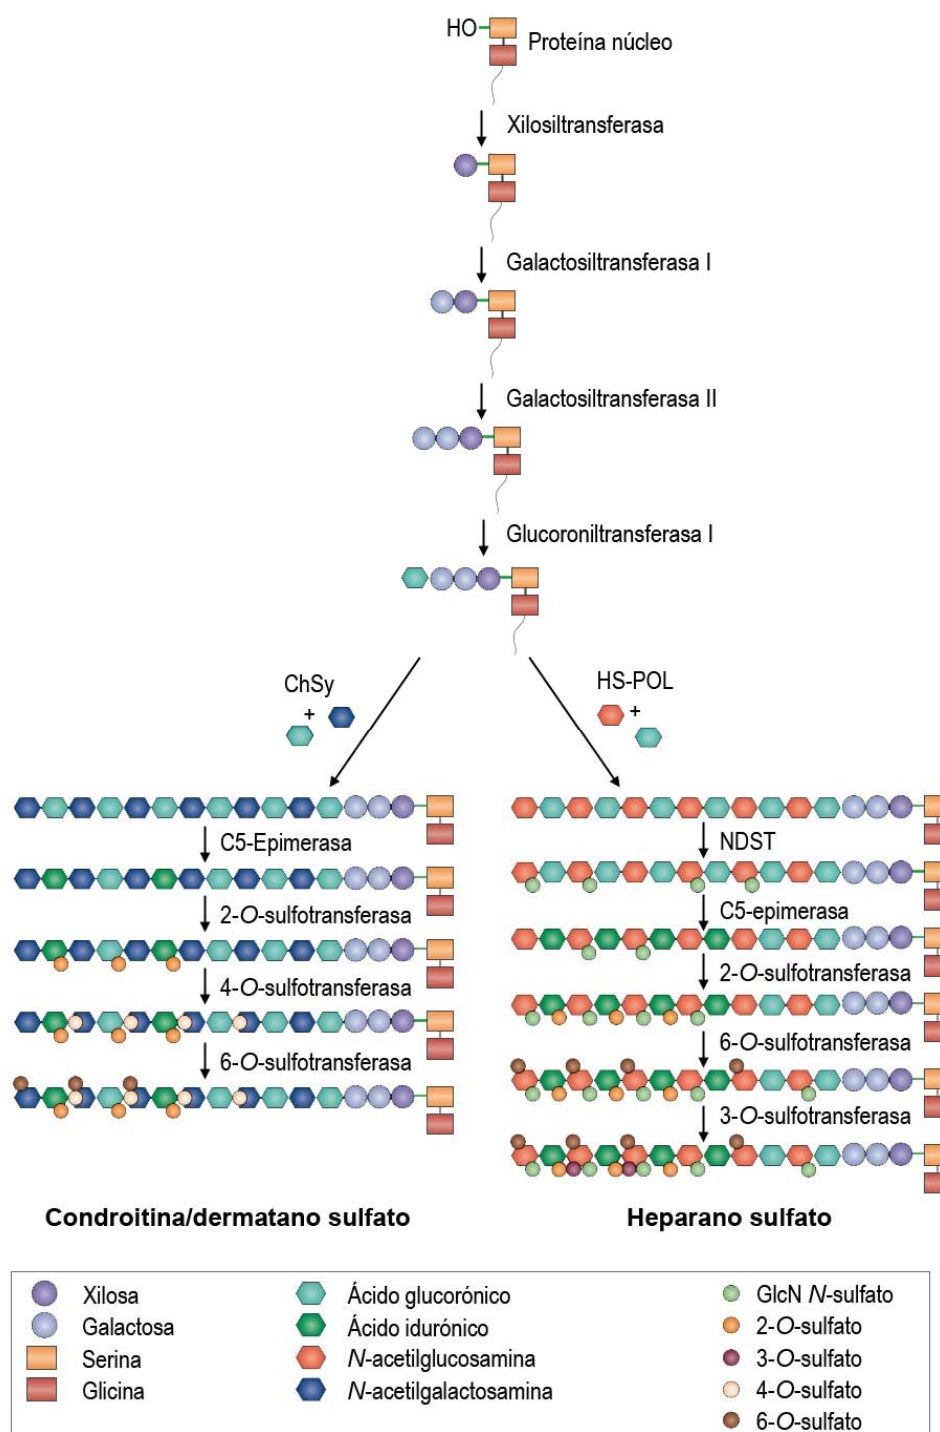 HO
Proteína núcleo
Xilosiltransferasa
Galactosiltransferasa I
Galactosiltransferasa II
Glucoroniltransferasa I
ChSy
+
HS-POL
+
C5-Epimerasa
2-O-sulfotransferasa
4-O-sulfotransferasa
6-O-sulfotransferasa
NDST
C5-epimerasa
2-O-sulfotransferasa
6-O-sulfotransferasa
3-O-sulfotransferasa
Condroitina/dermatano sulfato
Heparano sulfato
Xilosa
Galactosa
Serina
Glicina
Ácido glucorónico
Ácido idurónico
N-acetilglucosamina
N-acetilgalactosamina
GlcN N-sulfato
2-O-sulfato
3-O-sulfato
4-O-sulfato
6-O-sulfato